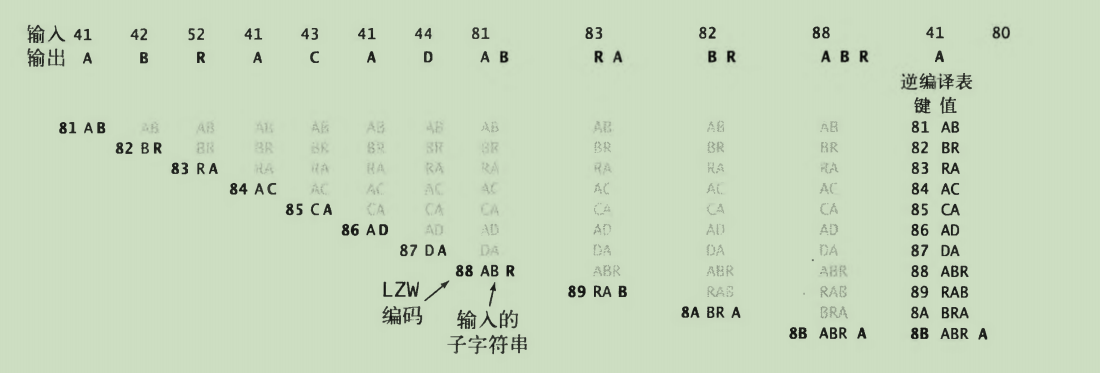 输入 41 42 52 41 43 41 44 81 83 82 88 41 80
输出 A B R A C A D A B R A B R A B R A
逆编译表
键 值
81 AB AB AB AB AB AB AB AB AB AB AB 81 AB
82 BR BR BR BR BR BR BR BR BR BR 82 BR
83 RA RA RA RA RA RA RA RA RA 83 RA
84 AC AC AC AC AC AC AC AC 84 AC
85 CA CA CA CA CA CA CA 85 CA
86 AD AD AD AD AD AD 86 AD
87 DA DA DA DA DA 87 DA
88 AB R ABR ABR ABR 88 ABR
89 RA B RAB RAB 89 RAB
8A BR A BRA 8A BRA
8B ABR A 8B ABR A
LZW
编码
输入的
子字符串